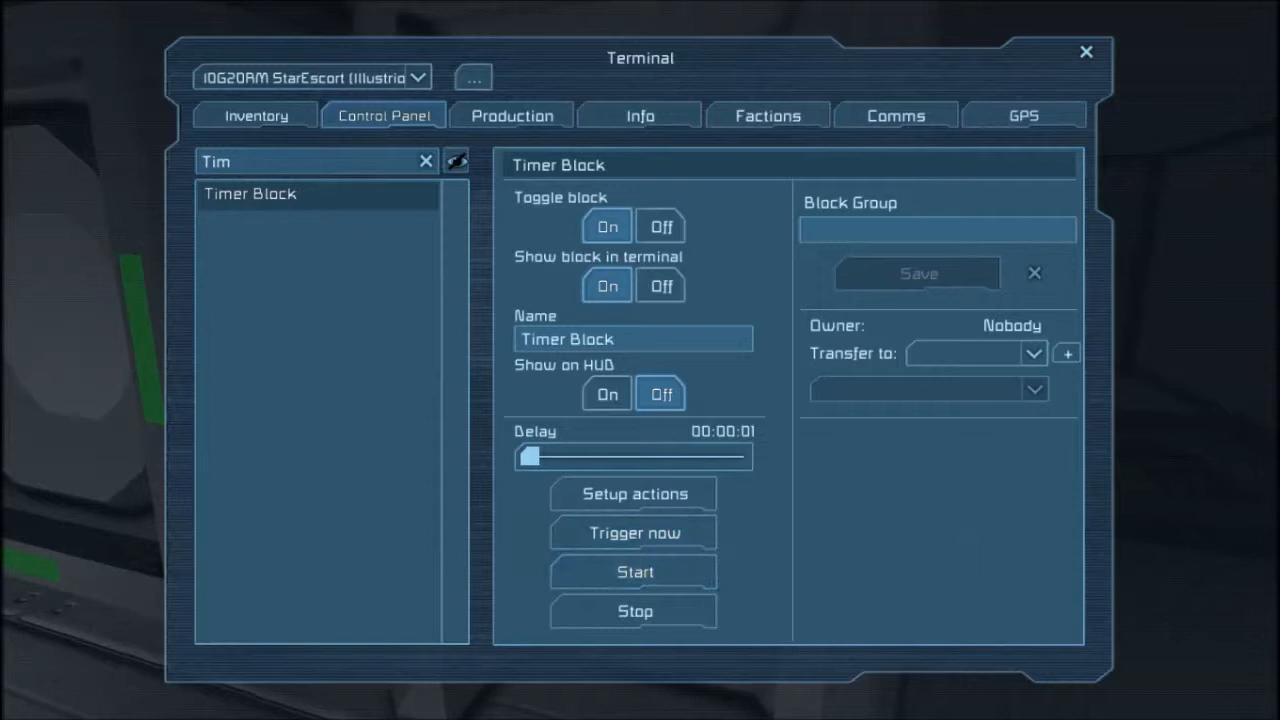 Terminal
10G20RM StarEscort (Illustrio
...
Inventory
Control Panel
Production
Info
Factions
Comms
GPS
Tim
Timer Block
Timer Block
Toggle block
On
Off
Show block in terminal
On
Off
Name
Timer Block
Show on HUD
On
Off
Delay 00:00:01
Setup actions
Trigger now
Start
Stop
Block Group
Save
Owner: Nobody
Transfer to:
+